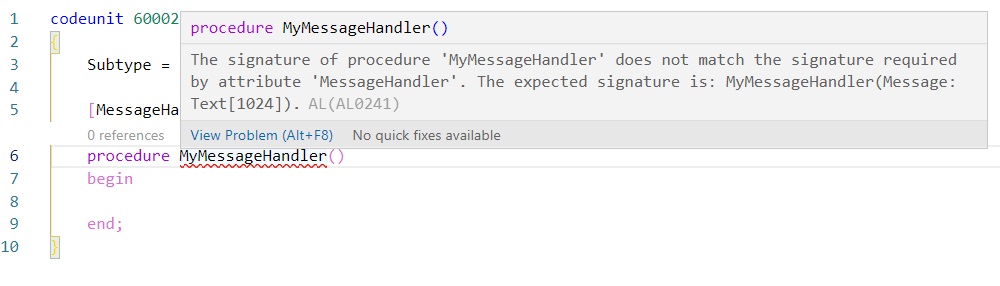 1 codeunit 60002
procedure MyMessageHandler()
2 {
The signature of procedure 'MyMessageHandler' does not match the signature required
3 Subtype =
by attribute 'MessageHandler'. The expected signature is: MyMessageHandler(Message:
4
Text[1024]). AL(AL0241)
5 [MessageHa
0 references
View Problem (Alt+F8) No quick fixes available
6 procedure MyMessageHandler()
7 begin
8
9 end;
10 }